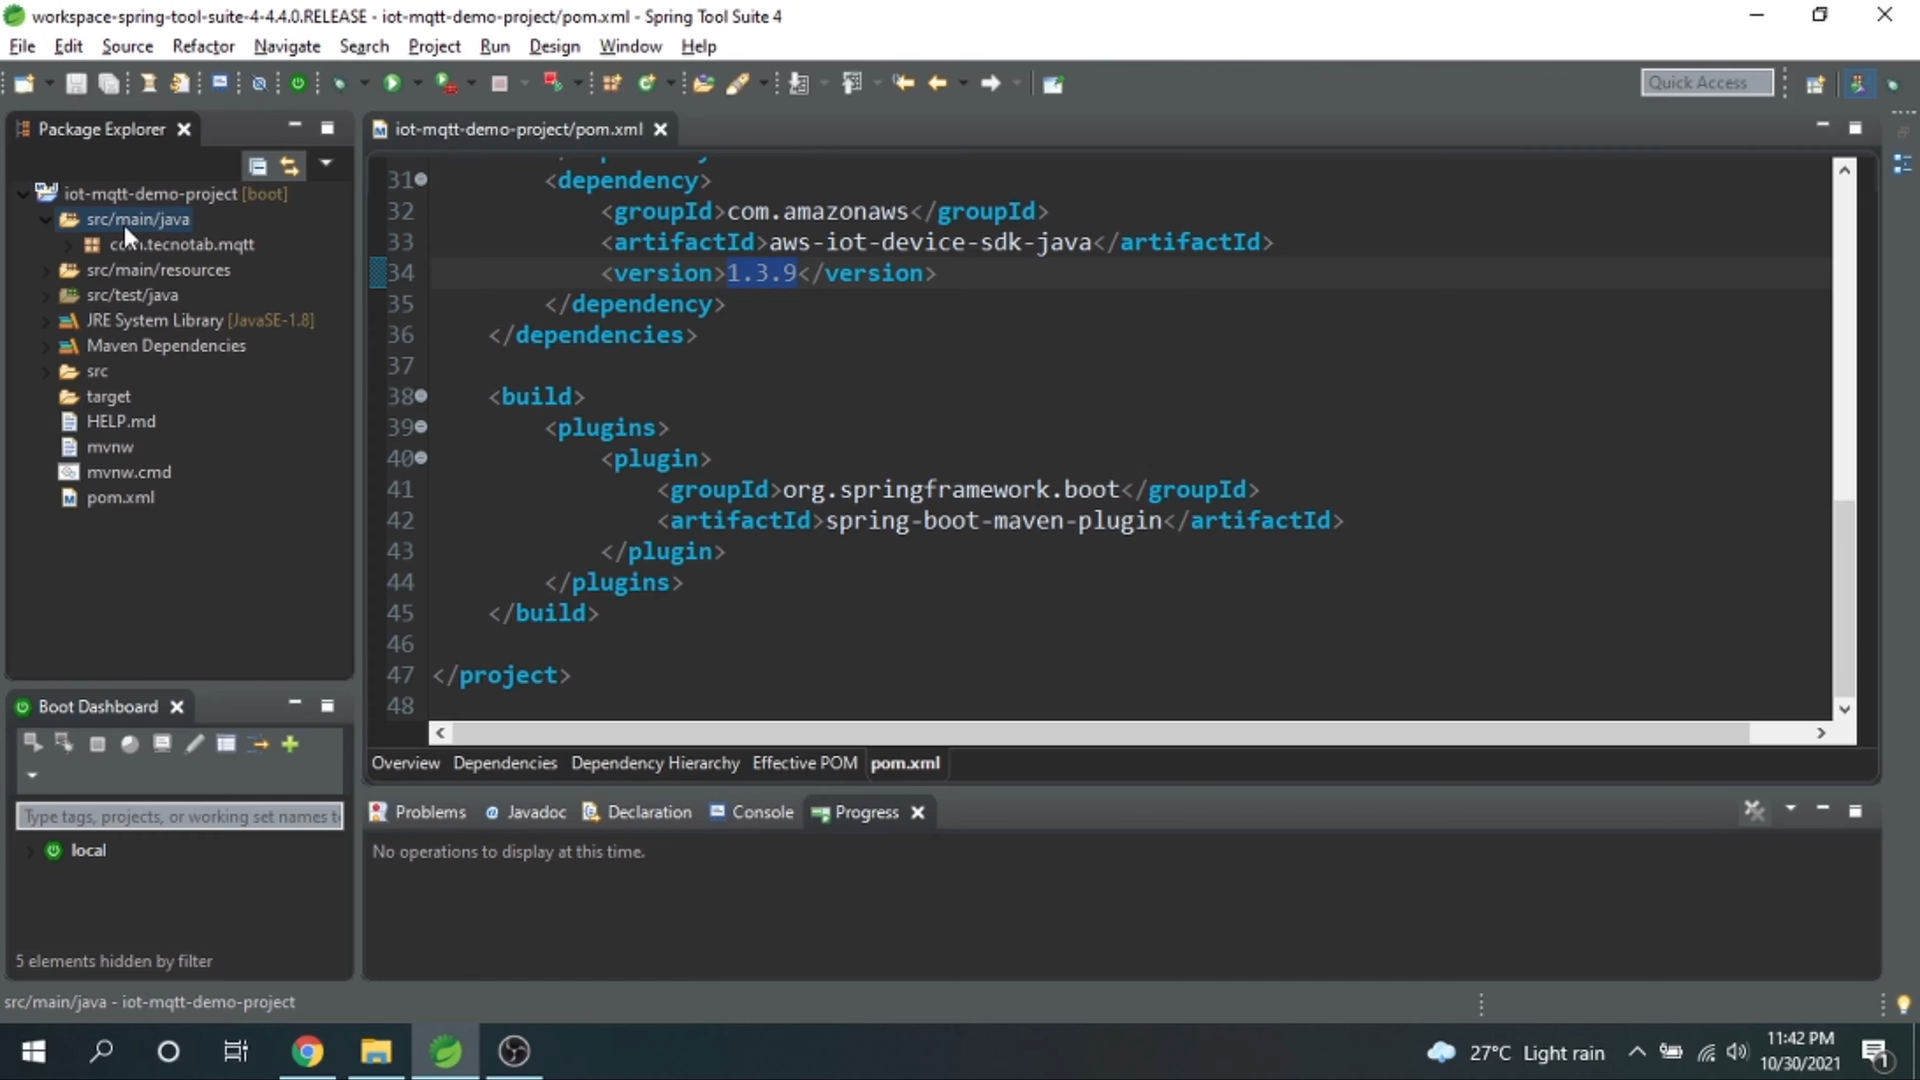 workspace-spring-tool-suite-4-4.4.0.RELEASE - iot-mqtt-demo-project/pom.xml - Spring Tool Suite 4
File Edit Source Refactor Navigate Search Project Run Design Window Help
Quick Access
Package Explorer
iot-mqtt-demo-project [boot]
src/main/java
com.tecnotab.mqtt
src/main/resources
src/test/java
JRE System Library [JavaSE-1.8]
Maven Dependencies
src
target
HELP.md
mvnw
mvnw.cmd
pom.xml
iot-mqtt-demo-project/pom.xml
31 <dependency>
32 <groupId>com.amazonaws</groupId>
33 <artifactId>aws-iot-device-sdk-java</artifactId>
34 <version>1.3.9</version>
35 </dependency>
36 </dependencies>
37
38 <build>
39 <plugins>
40 <plugin>
41 <groupId>org.springframework.boot</groupId>
42 <artifactId>spring-boot-maven-plugin</artifactId>
43 </plugin>
44 </plugins>
45 </build>
46
47 </project>
48
Overview Dependencies Dependency Hierarchy Effective POM pom.xml
Boot Dashboard
Type tags, projects, or working set names t
local
5 elements hidden by filter
Problems @ Javadoc Declaration Console Progress
No operations to display at this time.
src/main/java - iot-mqtt-demo-project
27°C Light rain
11:42 PM
10/30/2021
1